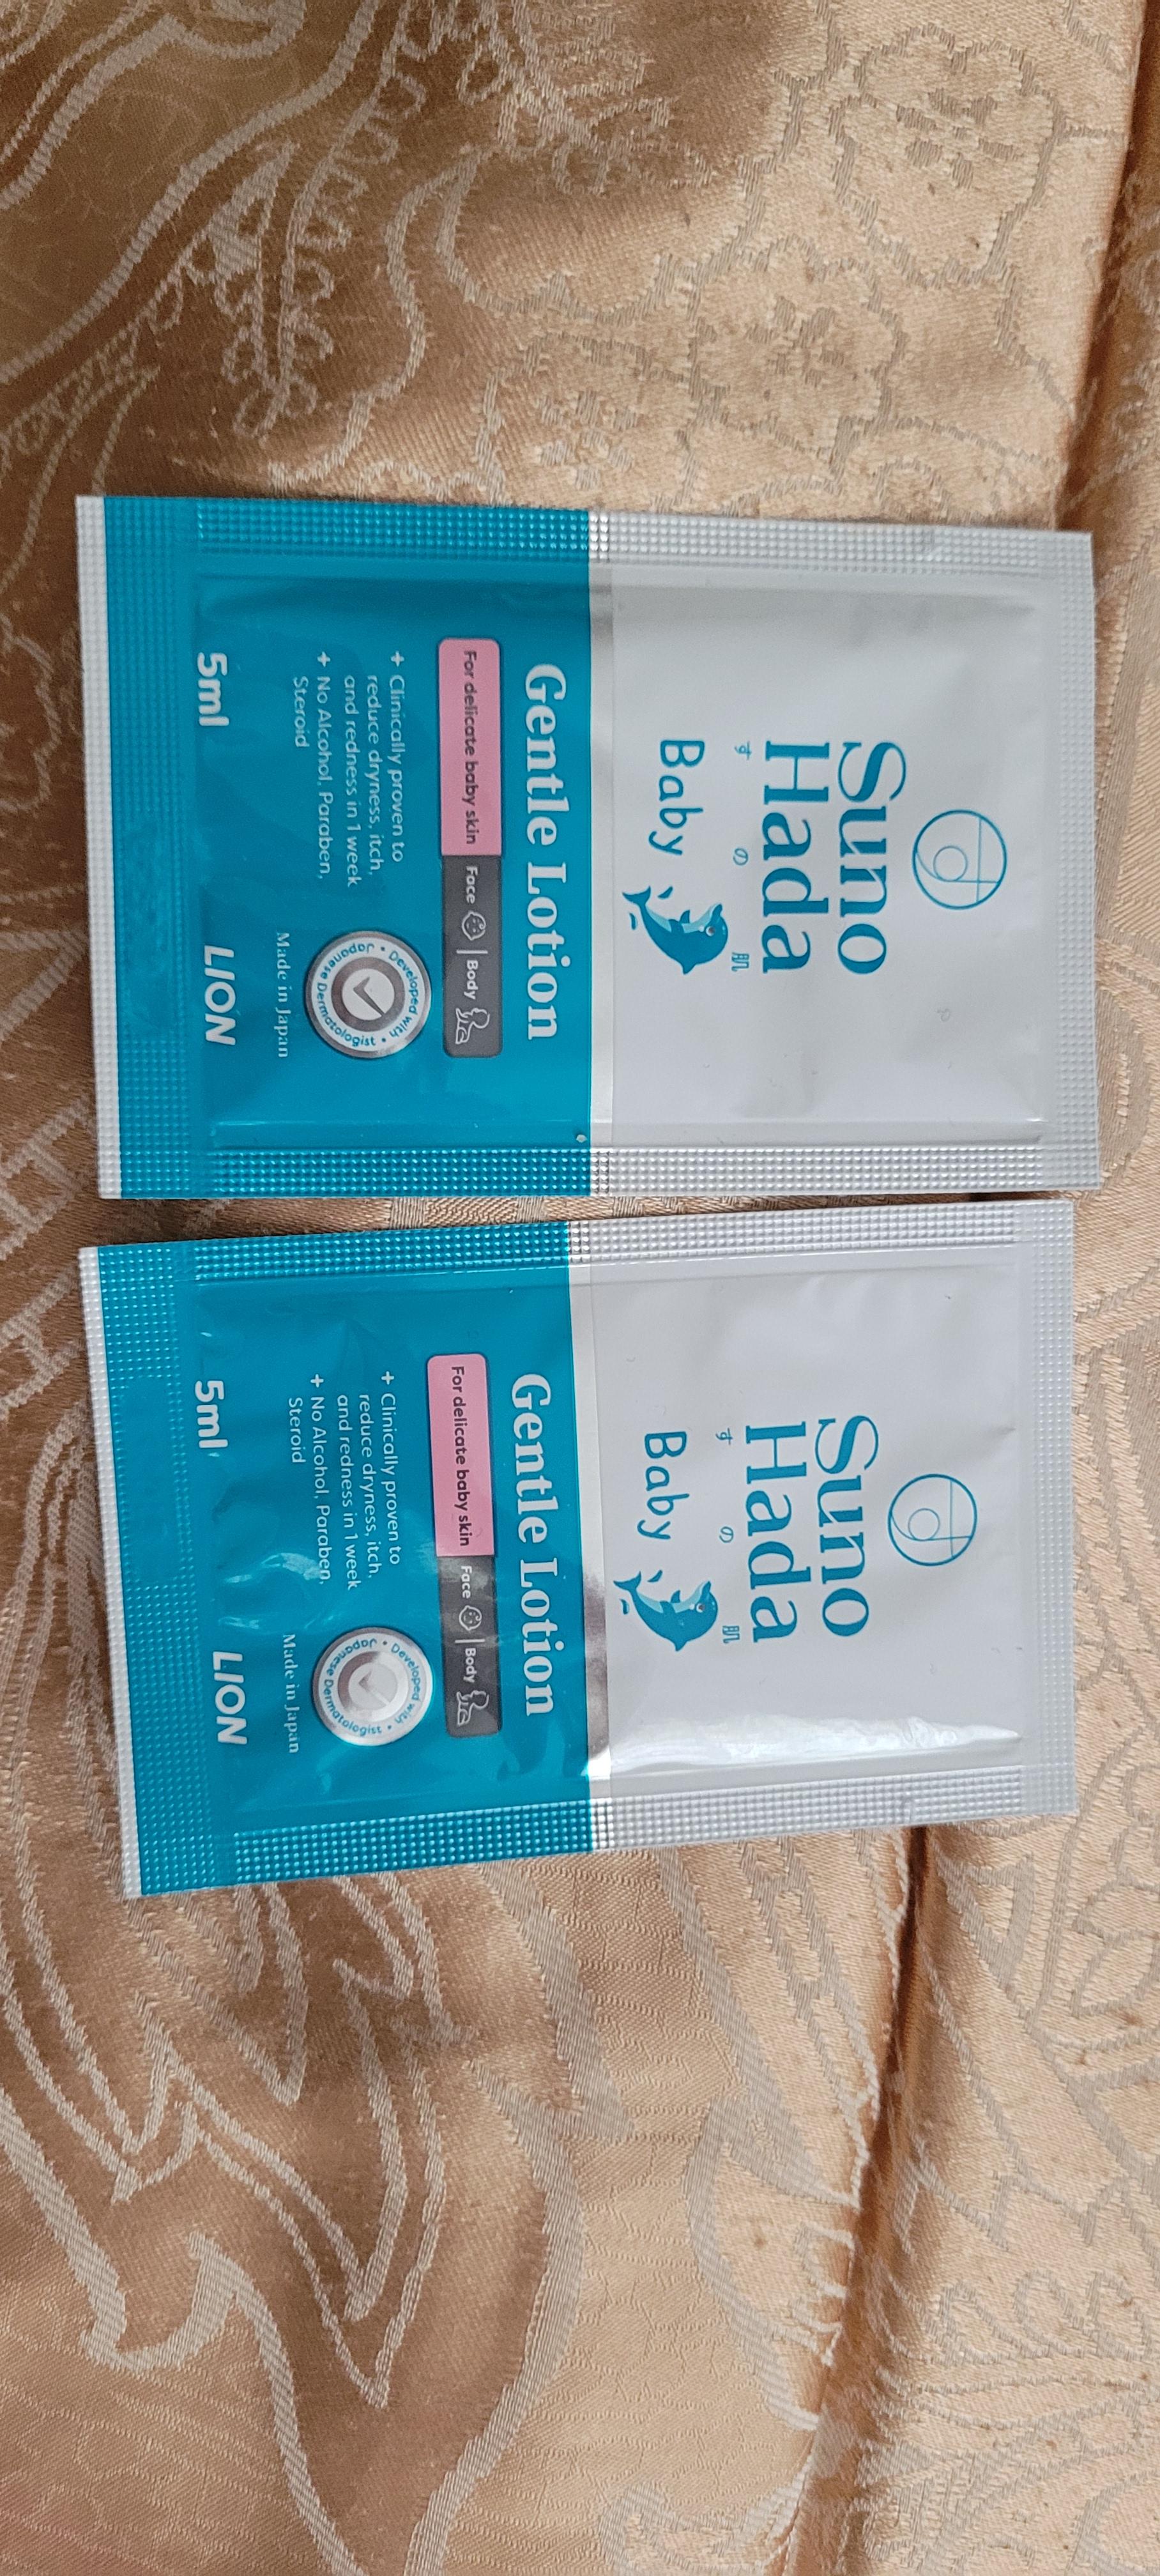 Suno
Hada
す の 肌
Baby
Gentle Lotion
For delicate baby skin Face | Body
+ Clinically proven to
reduce dryness, itch,
and redness in 1 week
+ No Alcohol, Paraben,
Steroid
• Developed with • Japanese Dermatologist
Made in Japan
5ml LION
Suno
Hada
す の 肌
Baby
Gentle Lotion
For delicate baby skin Face | Body
+ Clinically proven to
reduce dryness, itch,
and redness in 1 week
+ No Alcohol, Paraben,
Steroid
• Developed with • Japanese Dermatologist
Made in Japan
5ml LION